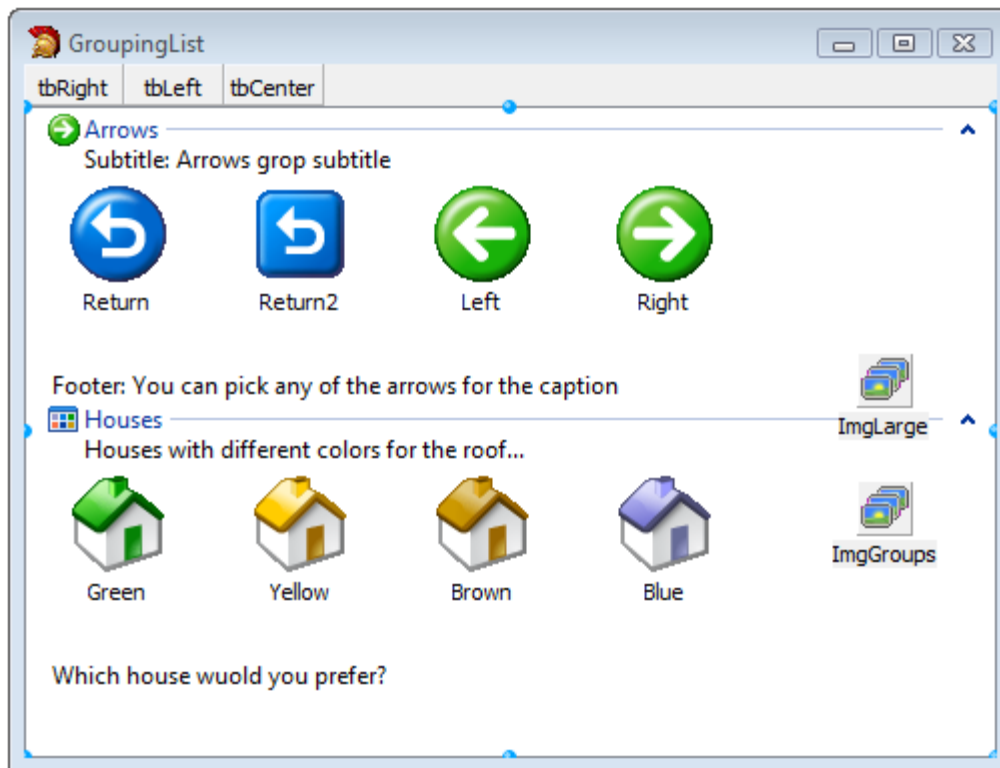 GroupingList
tbRight tbLeft tbCenter
Arrows
Subtitle: Arrows grop subtitle
Return Return2 Left Right
Footer: You can pick any of the arrows for the caption
Houses
ImgLarge
Houses with different colors for the roof...
ImgGroups
Green Yellow Brown Blue
Which house wuold you prefer?